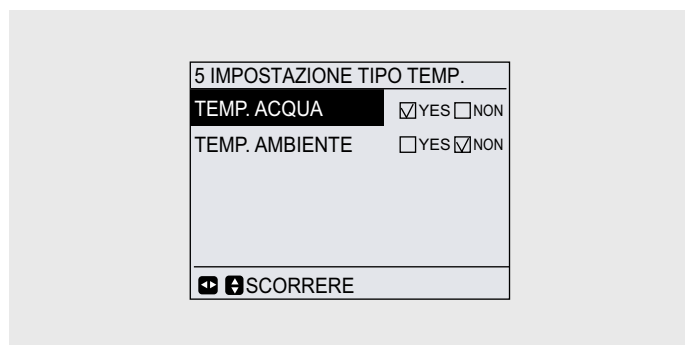 5 IMPOSTAZIONE TIPO TEMP.
TEMP. ACQUA YES NON
TEMP. AMBIENTE YES NON
SCORRERE